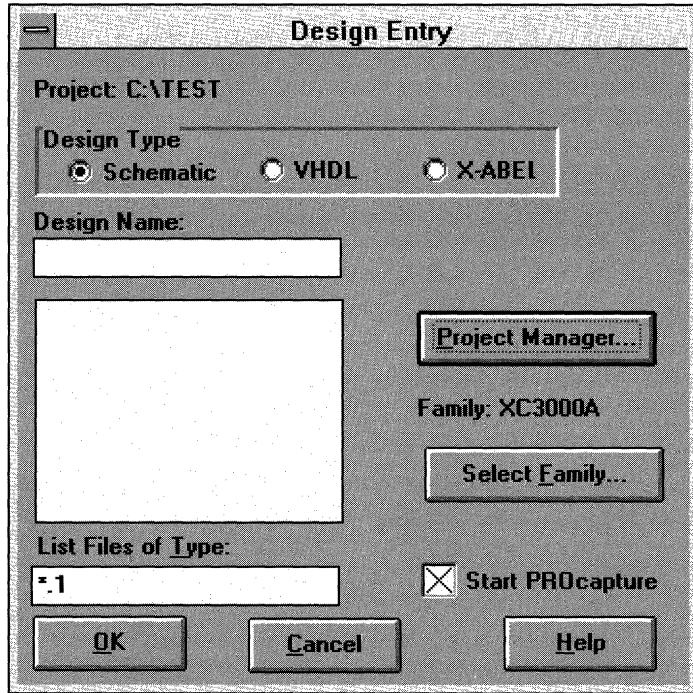 Design Entry
Project: C:\TEST
Design Type
Schematic
VHDL
X-ABEL
Design Name:
Project Manager...
Family: XC3000A
Select Family...
List Files of Type:
*.1
Start PROcapture
OK
Cancel
Help